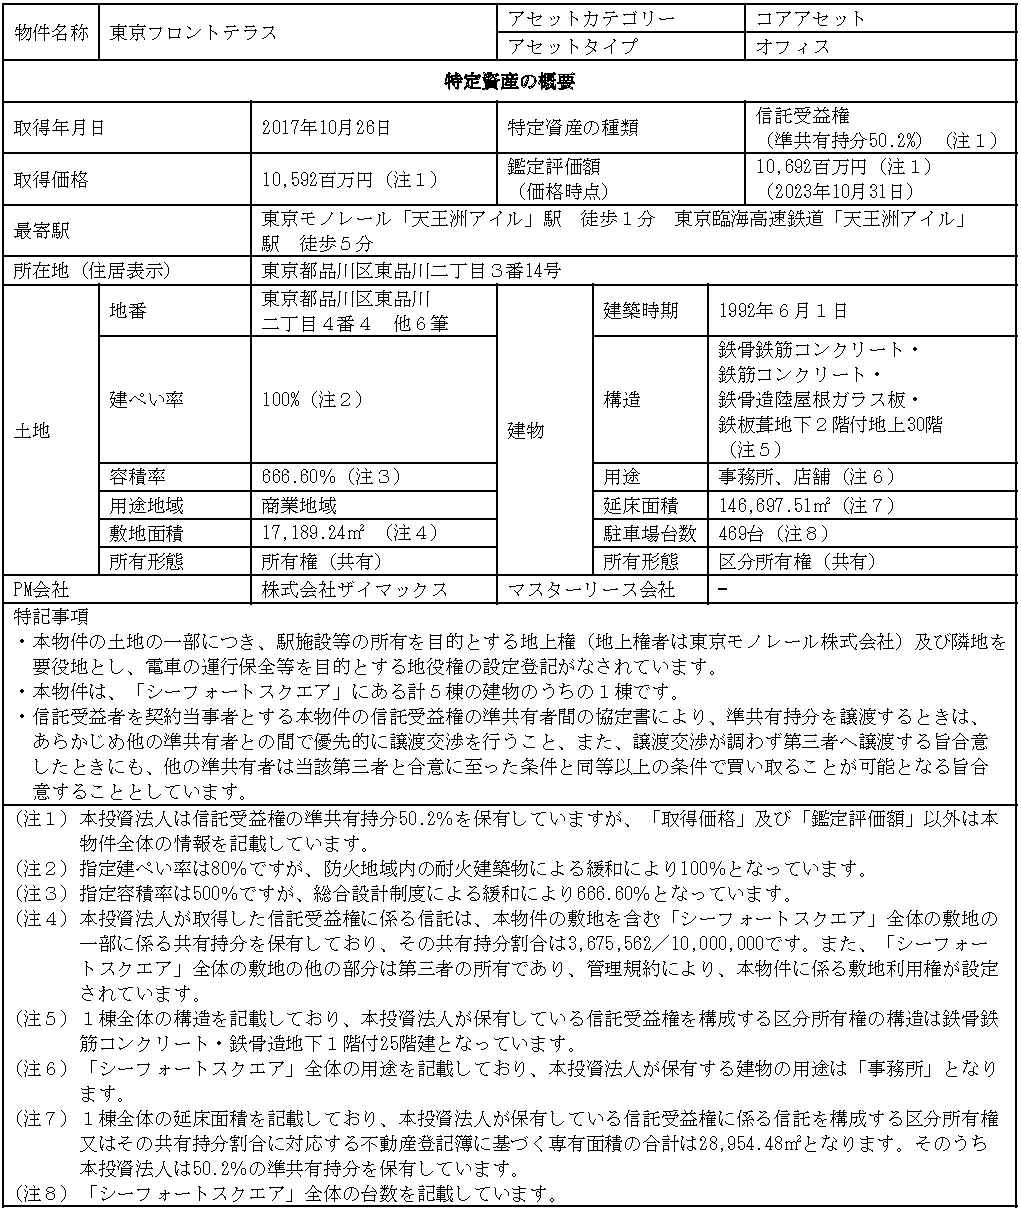 物件名称 東京フロントテラス アセットカテゴリー コアアセット
アセットタイプ オフィス
特定資産の概要
取得年月日 2017年10月26日 特定資産の種類 信託受益権
（準共有持分50.2%）（注１）
取得価格 10,592百万円（注１） 鑑定評価額
（価格時点） 10,692百万円（注１）
（2023年10月31日）
最寄駅 東京モノレール「天王洲アイル」駅　徒歩１分　東京臨海高速鉄道「天王洲アイル」
駅　徒歩５分
所在地（住居表示） 東京都品川区東品川二丁目３番14号
土地 地番 東京都品川区東品川
二丁目４番４　他６筆
建物 建築時期 1992年６月１日
建ぺい率 100%（注２） 構造 鉄骨鉄筋コンクリート・
鉄筋コンクリート・
鉄骨造陸屋根ガラス板・
鉄板葺地下２階付地上30階
（注５）
容積率 666.60％（注３） 用途 事務所、店舗（注６）
用途地域 商業地域 延床面積 146,697.51㎡（注７）
敷地面積 17,189.24㎡ （注４） 駐車場台数 469台（注８）
所有形態 所有権（共有） 所有形態 区分所有権（共有）
PM会社 株式会社ザイマックス マスターリース会社 －
特記事項
・本物件の土地の一部につき、駅施設等の所有を目的とする地上権（地上権者は東京モノレール株式会社）及び隣地を
要役地とし、電車の運行保全等を目的とする地役権の設定登記がなされています。
・本物件は、「シーフォートスクエア」にある計５棟の建物のうちの１棟です。
・信託受益者を契約当事者とする本物件の信託受益権の準共有者間の協定書により、準共有持分を譲渡するときは、
あらかじめ他の準共有者との間で優先的に譲渡交渉を行うこと、また、譲渡交渉が調わず第三者へ譲渡する旨合意
したときにも、他の準共有者は当該第三者と合意に至った条件と同等以上の条件で買い取ることが可能となる旨合
意することとしています。
（注１）本投資法人は信託受益権の準共有持分50.2％を保有していますが、「取得価格」及び「鑑定評価額」以外は本
物件全体の情報を記載しています。
（注２）指定建ぺい率は80％ですが、防火地域内の耐火建築物による緩和により100％となっています。
（注３）指定容積率は500％ですが、総合設計制度による緩和により666.60％となっています。
（注４）本投資法人が取得した信託受益権に係る信託は、本物件の敷地を含む「シーフォートスクエア」全体の敷地の
一部に係る共有持分を保有しており、その共有持分割合は3,675,562／10,000,000です。また、「シーフォー
トスクエア」全体の敷地の他の部分は第三者の所有であり、管理規約により、本物件に係る敷地利用権が設定
されています。
（注５）１棟全体の構造を記載しており、本投資法人が保有している信託受益権を構成する区分所有権の構造は鉄骨鉄
筋コンクリート・鉄骨造地下１階付25階建となっています。
（注６）「シーフォートスクエア」全体の用途を記載しており、本投資法人が保有する建物の用途は「事務所」となり
ます。
（注７）１棟全体の延床面積を記載しており、本投資法人が保有している信託受益権に係る信託を構成する区分所有権
又はその共有持分割合に対応する不動産登記簿に基づく専有面積の合計は28,954.48㎡となります。そのうち
本投資法人は50.2％の準共有持分を保有しています。
（注８）「シーフォートスクエア」全体の台数を記載しています。